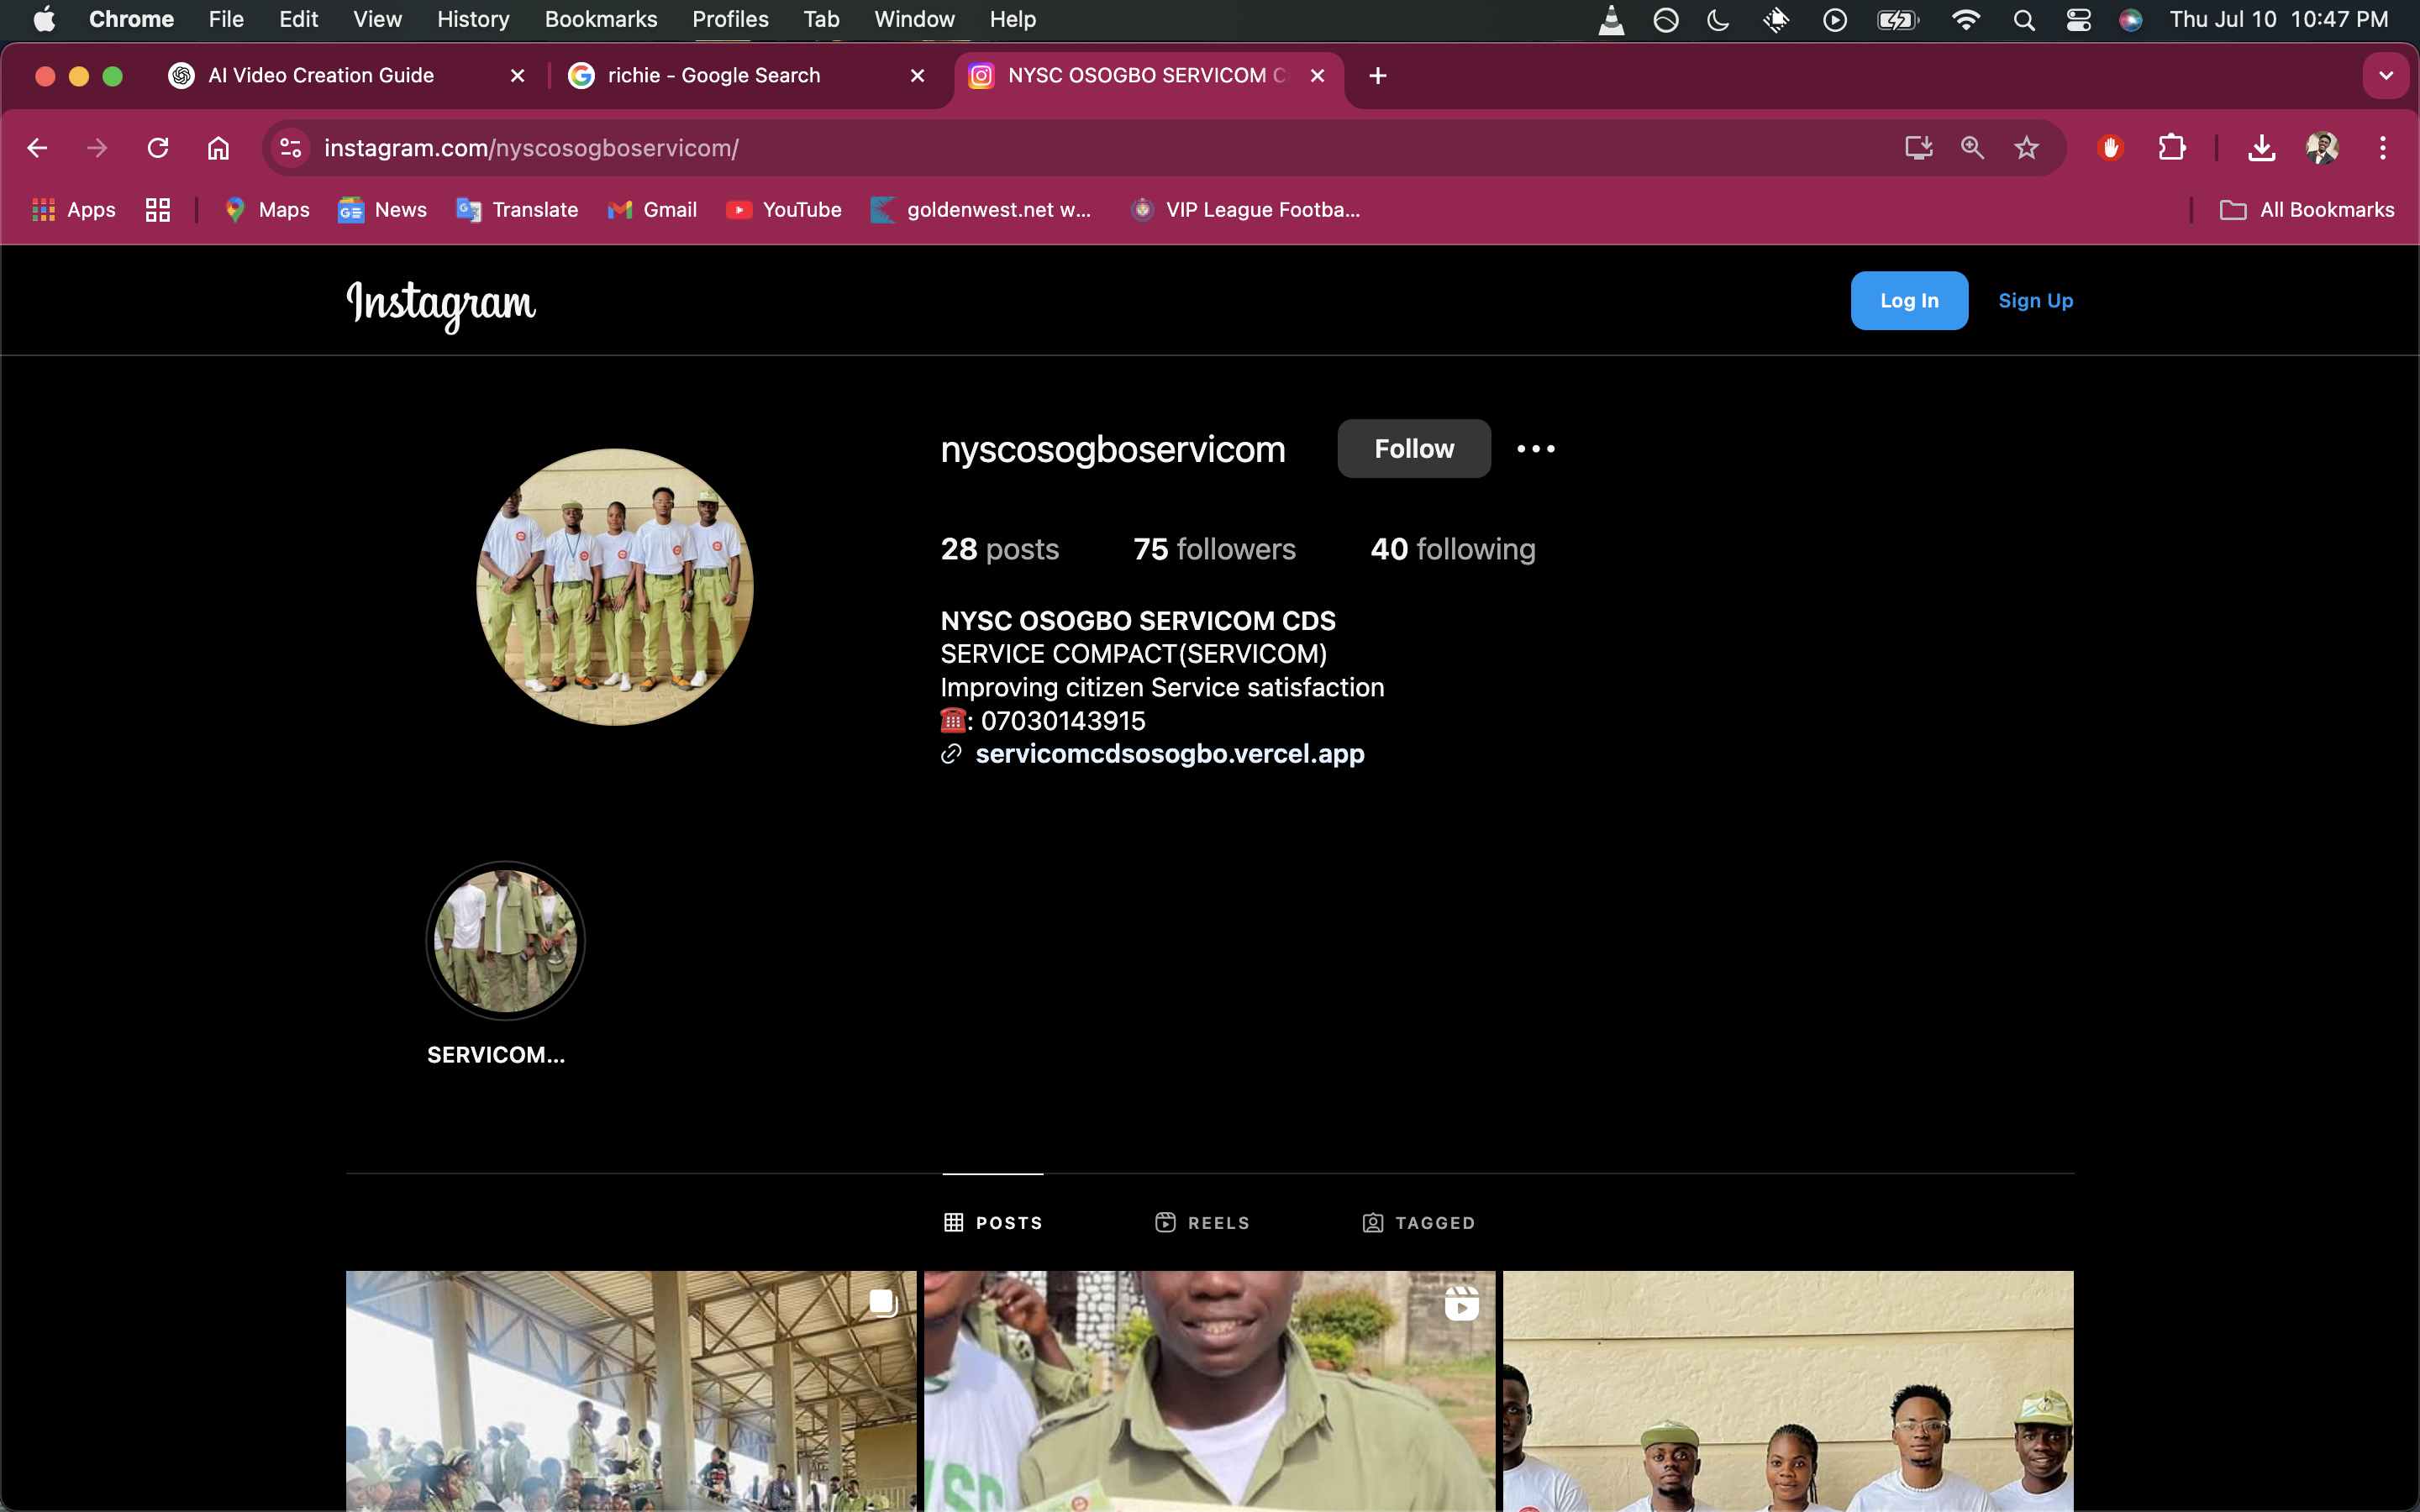 Chrome File Edit View History Bookmarks Profiles Tab Window Help Thu Jul 10 10:47 PM
AI Video Creation Guide richie - Google Search NYSC OSOGBO SERVICOM C
instagram.com/nyscosogboservicom/
Apps Maps News Translate Gmail YouTube goldenwest.net w... VIP League Footba... All Bookmarks
Instagram Log In Sign Up
nyscosogboservicom Follow
28 posts 75 followers 40 following
NYSC OSOGBO SERVICOM CDS
SERVICE COMPACT(SERVICOM)
Improving citizen Service satisfaction
☎️: 07030143915
servicomcdsosogbo.vercel.app
SERVICOM...
POSTS REELS TAGGED